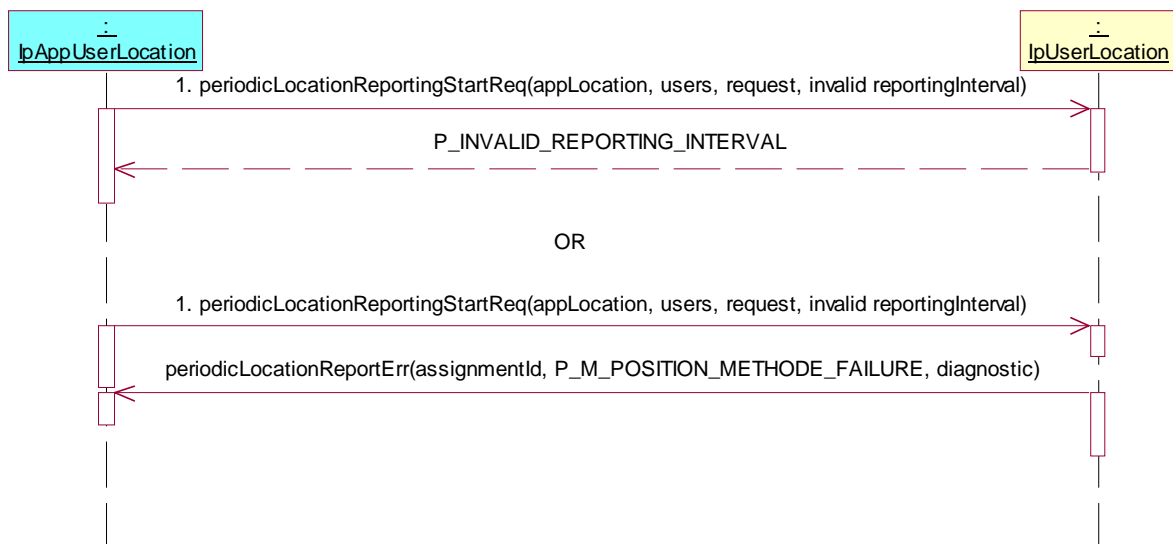 :
IpAppUserLocation
:
IpUserLocation
1. periodicLocationReportingStartReq(appLocation, users, request, invalid reportingInterval)
P_INVALID_REPORTING_INTERVAL
OR
1. periodicLocationReportingStartReq(appLocation, users, request, invalid reportingInterval)
periodicLocationReportErr(assignmentId, P_M_POSITION_METHODE_FAILURE, diagnostic)